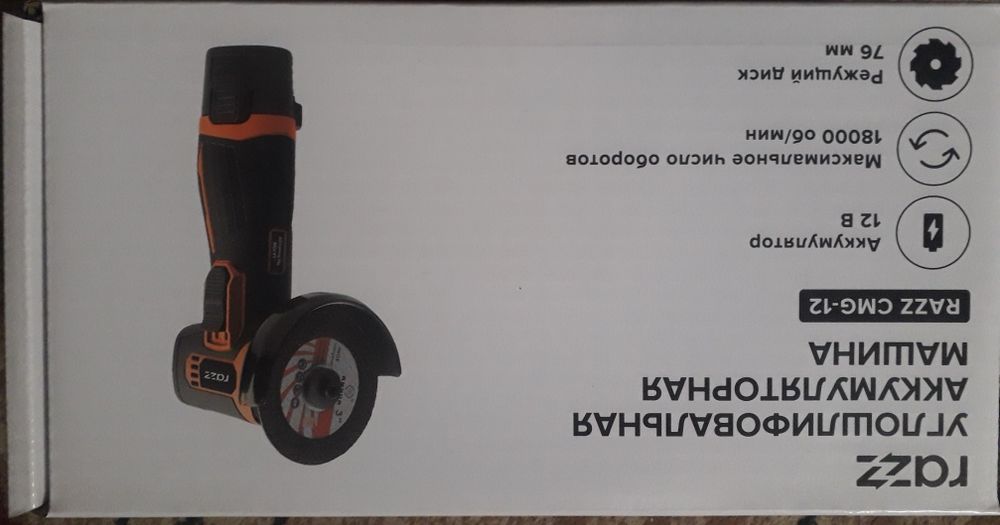 razz
УГЛОШЛИФОВАЛЬНАЯ
АККУМУЛЯТОРНАЯ
МАШИНА
RAZZ CMG-12
Аккумулятор
12 В
Максимальное число оборотов
18000 об/мин
Режущий диск
76 мм
razz